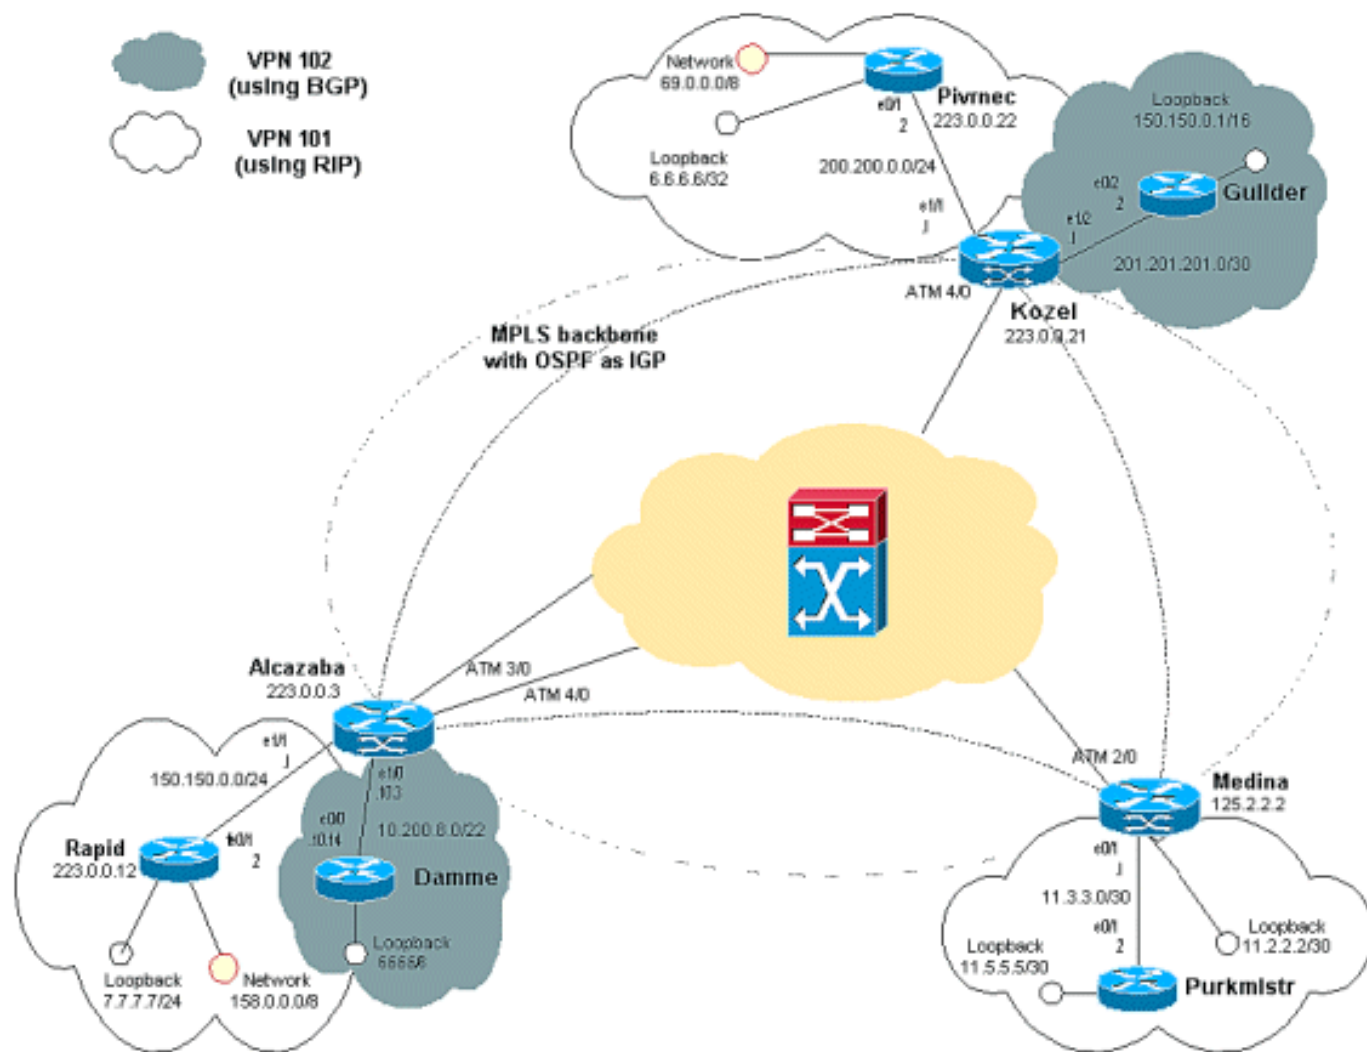 VPN 102
(using BGP)
VPN 101
(using RIP)
Network
69.0.0.0/8
Pivrnec
223.0.0.22
e0/1
2
Loopback
6.6.6.6/32
200.200.0.0/24
e1/1
.1
Loopback
150.150.0.1/16
e0/2
2
Guilder
e1/2
.1
201.201.201.0/30
ATM 4/0
Kozel
223.0.0.21
MPLS backbone
with OSPF as IGP
Alcazaba
223.0.0.3
ATM 3/0
ATM 4/0
ATM 2/0
Medina
125.2.2.2
e1/1
.1
150.150.0.0/24
e1/0
.10.3
e0/0
.10.14
10.200.8.0/22
Rapid
223.0.0.12
2
Damme
Loopback
7.7.7.7/24
Network
158.0.0.0/8
Loopback
e0/1
.1
11.3.3.0/30
e0/1
2
Loopback
11.2.2.2/30
Loopback
11.5.5.5/30
Purkmistr